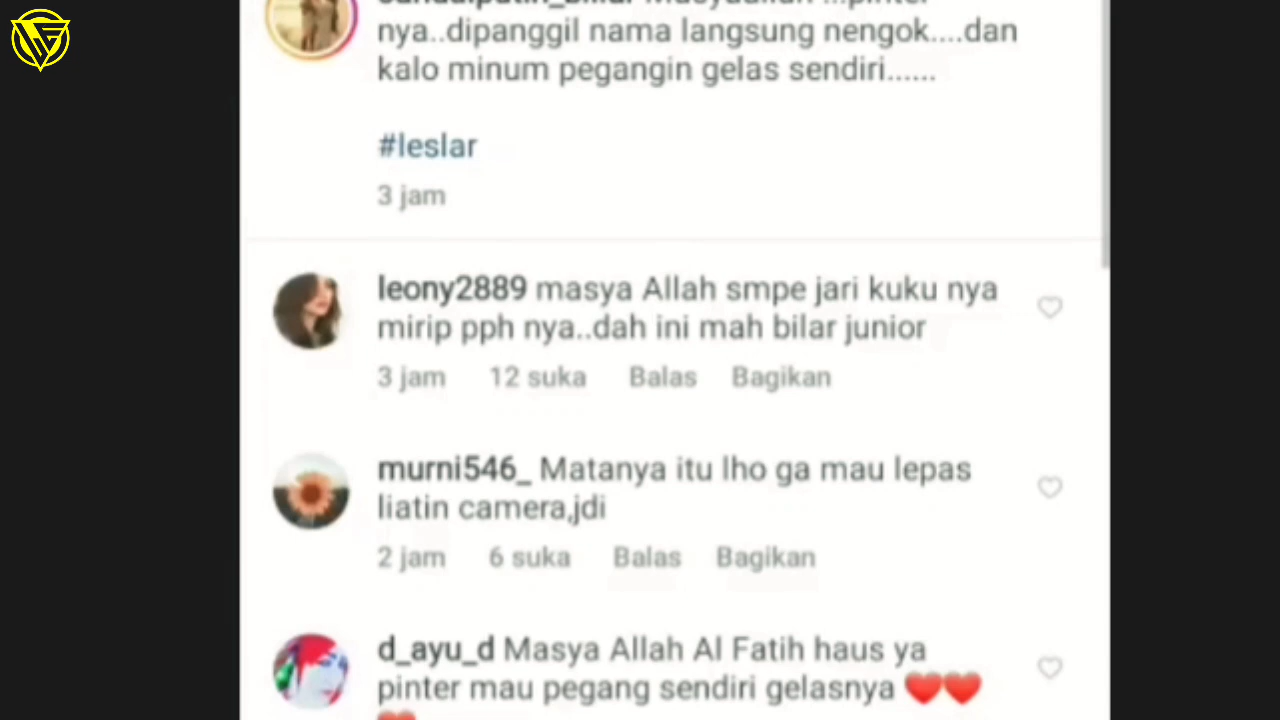 nya..dipanggil nama langsung nengok....dan
kalo minum pegangin gelas sendiri......
#leslar
3 jam
leony2889 masya Allah smpe jari kuku nya
mirip pph nya..dah ini mah bilar junior
3 jam 12 suka Balas Bagikan
murni546_ Matanya itu lho ga mau lepas
liatin camera,jdi
2 jam 6 suka Balas Bagikan
d_ayu_d Masya Allah Al Fatih haus ya
pinter mau pegang sendiri gelasnya ❤️❤️